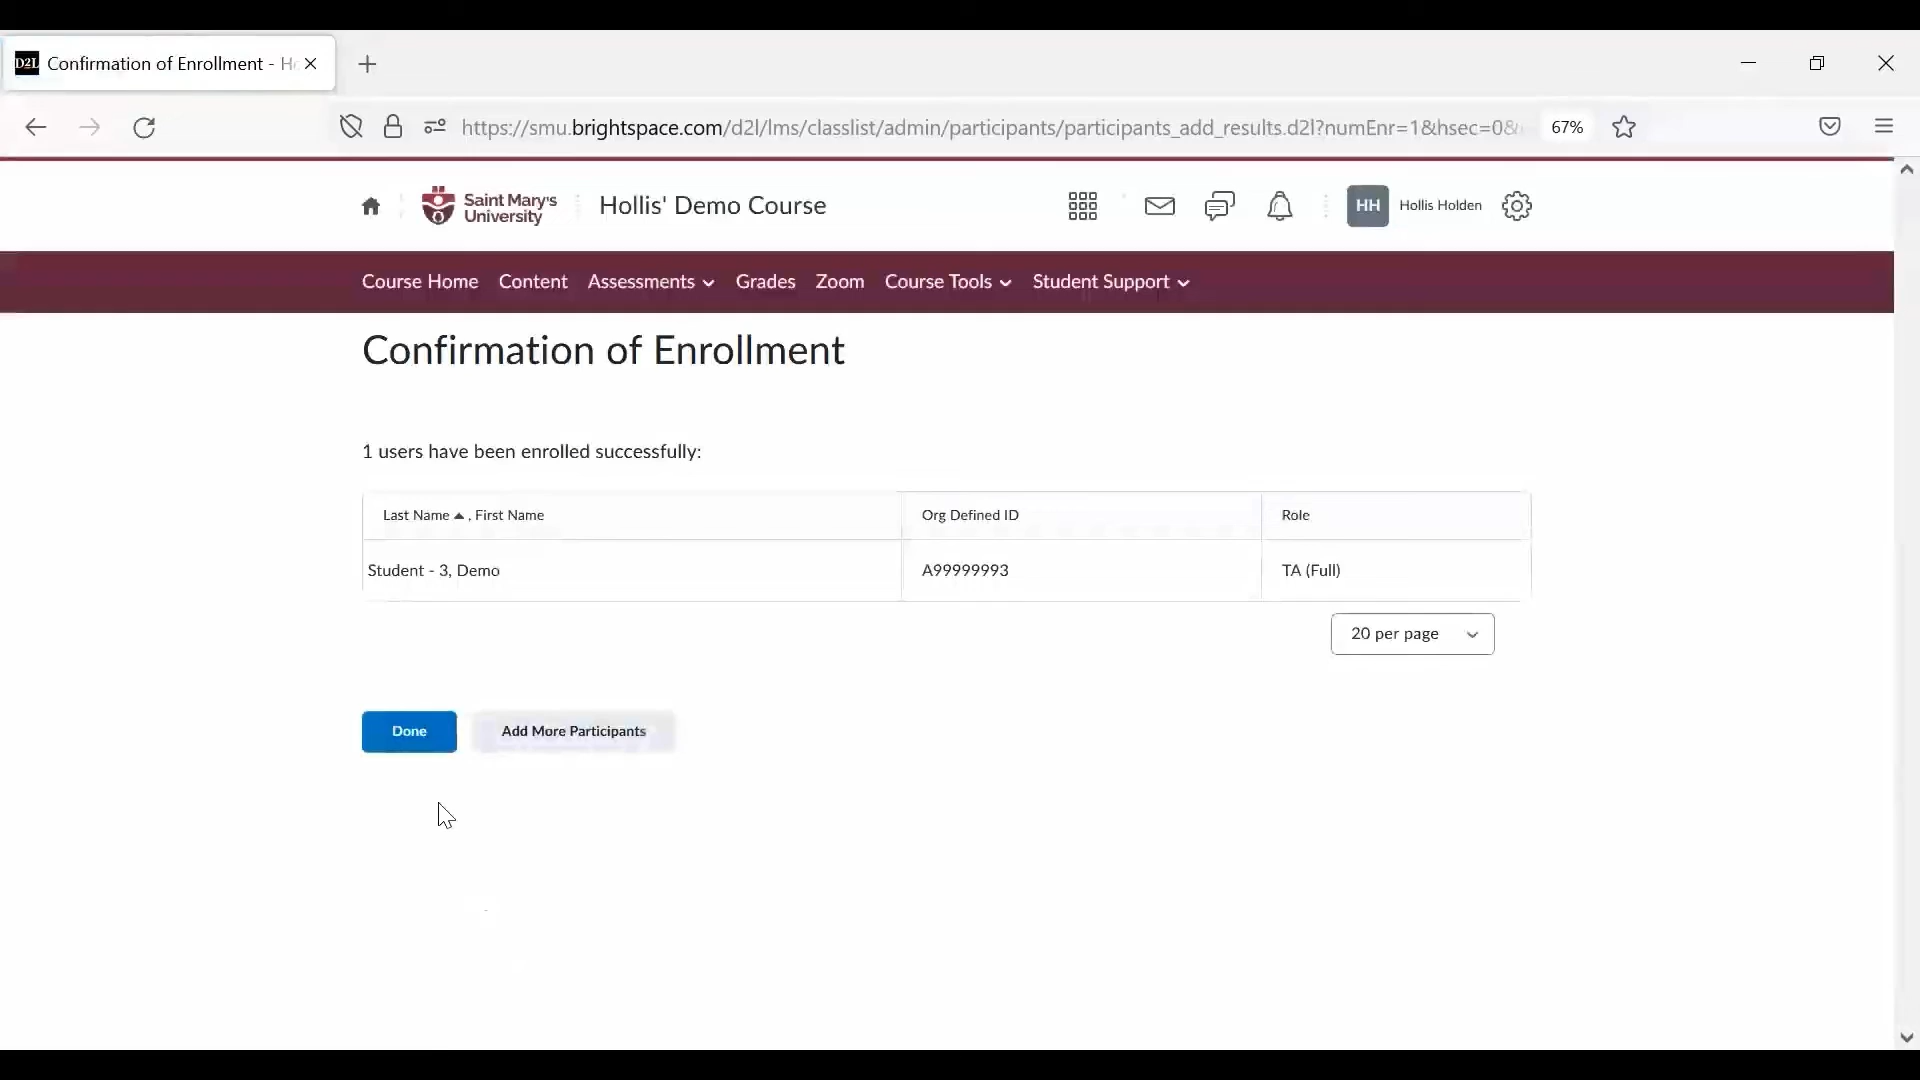 D2L Confirmation of Enrollment - Ho
https://smu.brightspace.com/d2l/lms/classlist/admin/participants/participants_add_results.d2l?numEnr=1&hsec=0& 67%
Saint Mary's
University
Hollis' Demo Course
HH Hollis Holden
Course Home Content Assessments Grades Zoom Course Tools Student Support
Confirmation of Enrollment
1 users have been enrolled successfully:
Last Name , First Name Org Defined ID Role
Student - 3, Demo A99999993 TA (Full)
20 per page
Done Add More Participants